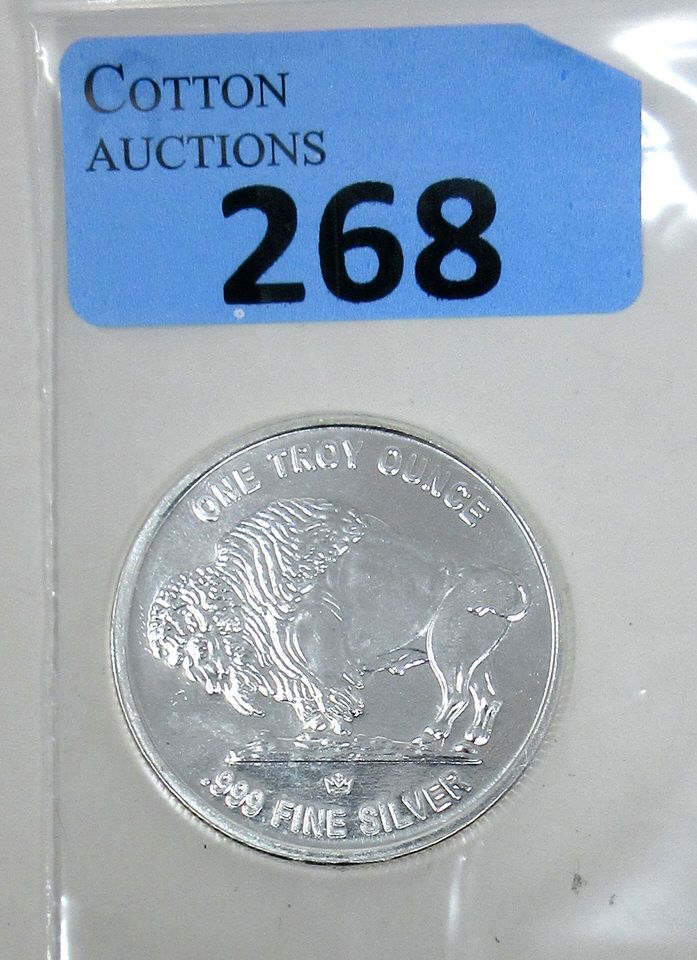 COTTON
AUCTIONS
268
ONE TROY OUNCE
.999 FINE SILVER